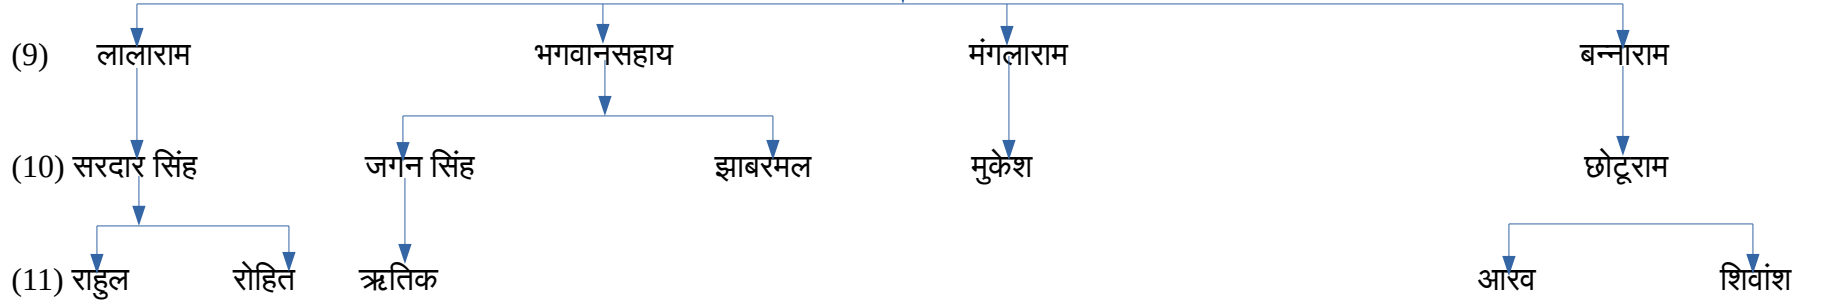 (9) लालाराम भगवानसहाय मंगलाराम बन्नाराम
(10) सरदार सिंह जगन सिंह झाबरमल मुकेश छोटूराम
(11) राहुल रोहित ऋतिक आरव शिवांश